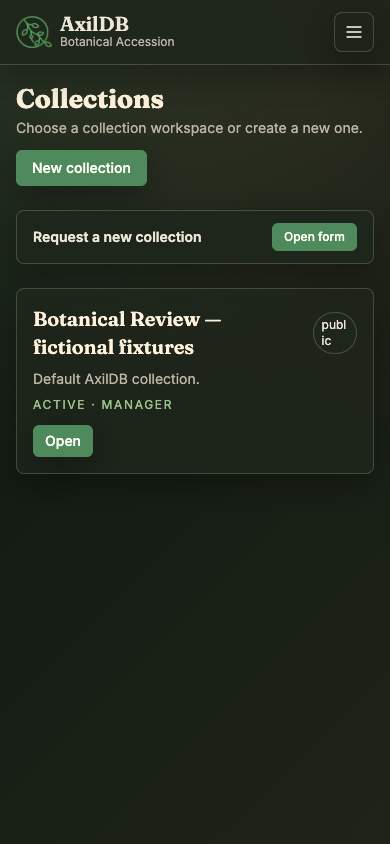 AxilDB
Botanical Accession
Collections
Choose a collection workspace or create a new one.
New collection
Request a new collection
Open form
Botanical Review —
fictional fixtures
publ
ic
Default AxilDB collection.
ACTIVE · MANAGER
Open